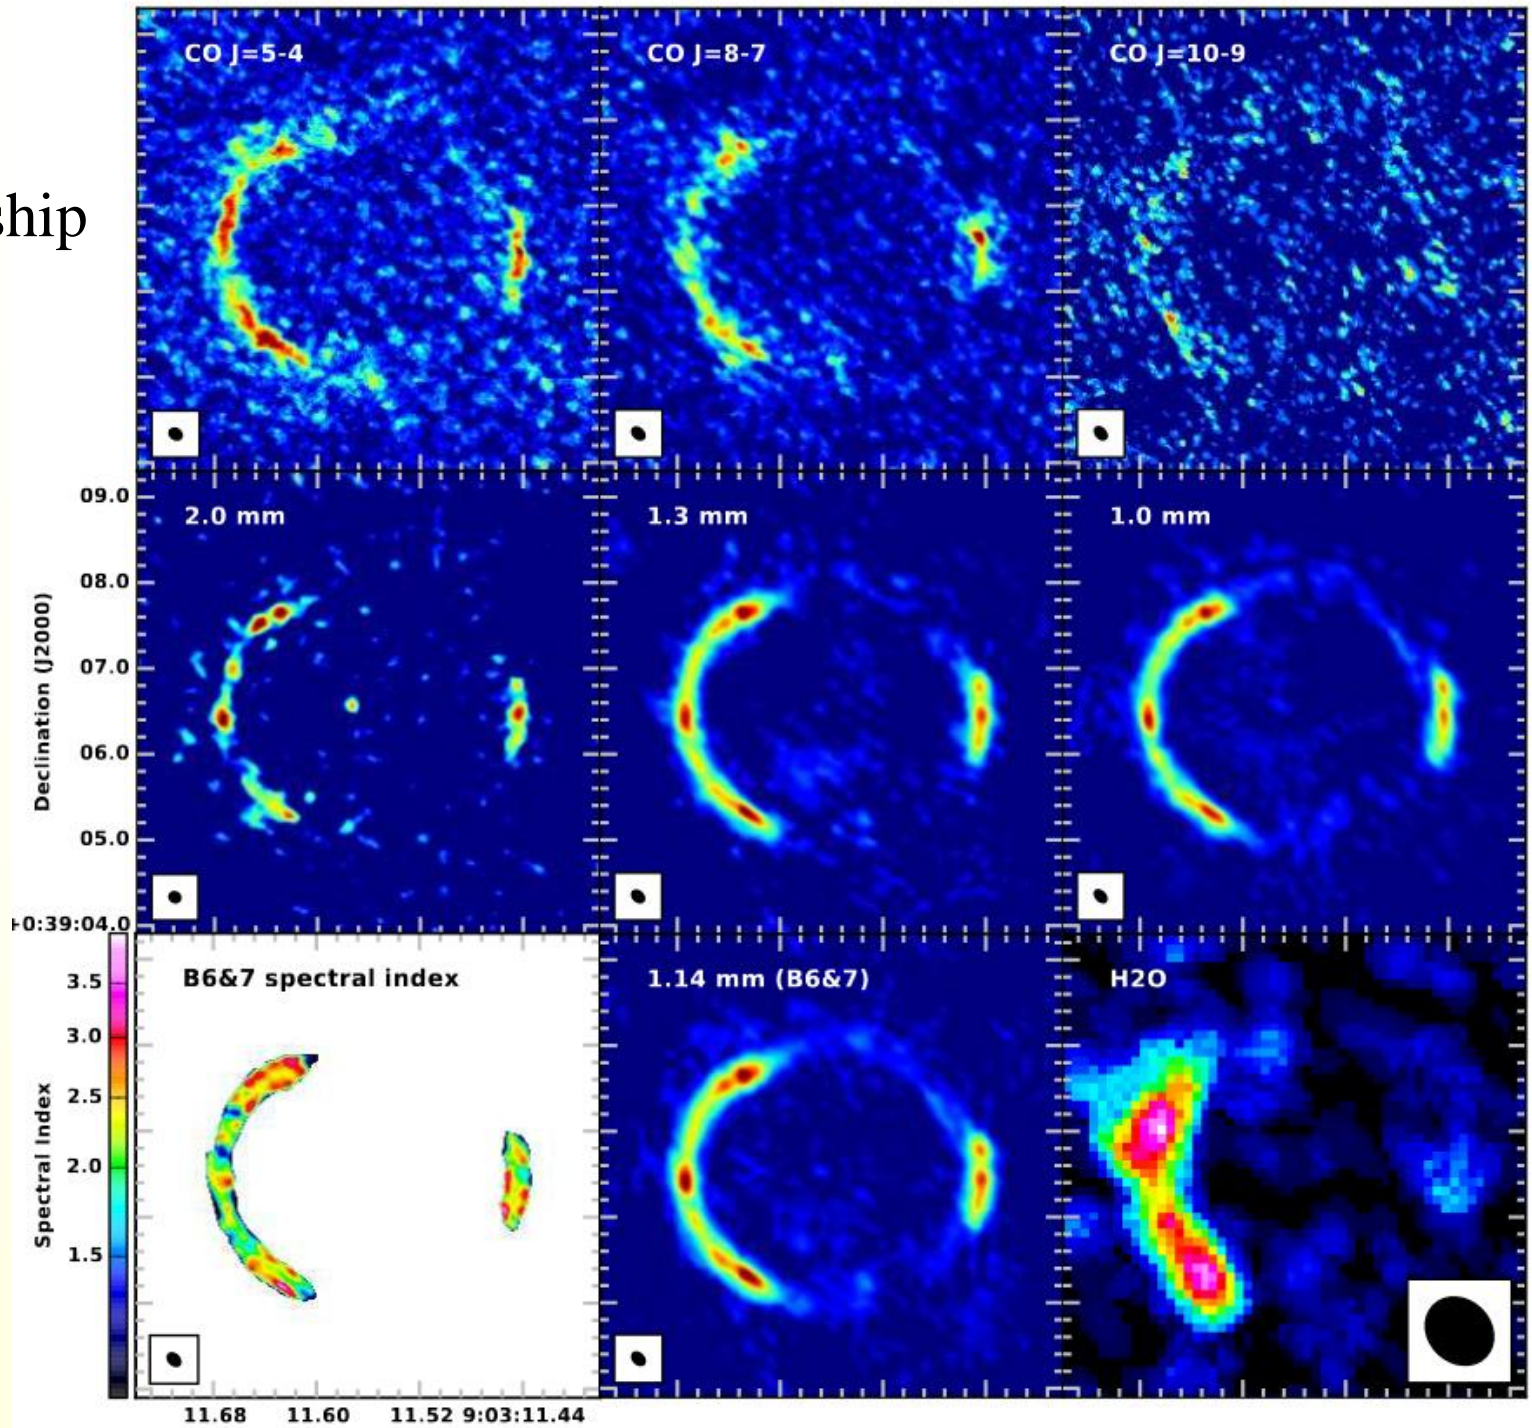 ship
CO J=5-4
CO J=8-7
CO J=10-9
2.0 mm
1.3 mm
1.0 mm
09.0
08.0
07.0
06.0
05.0
+0:39:04.0
Declination (J2000)
B6&7 spectral index
1.14 mm (B6&7)
H2O
3.5
3.0
2.5
2.0
1.5
Spectral Index
11.68 11.60 11.52 9:03:11.44